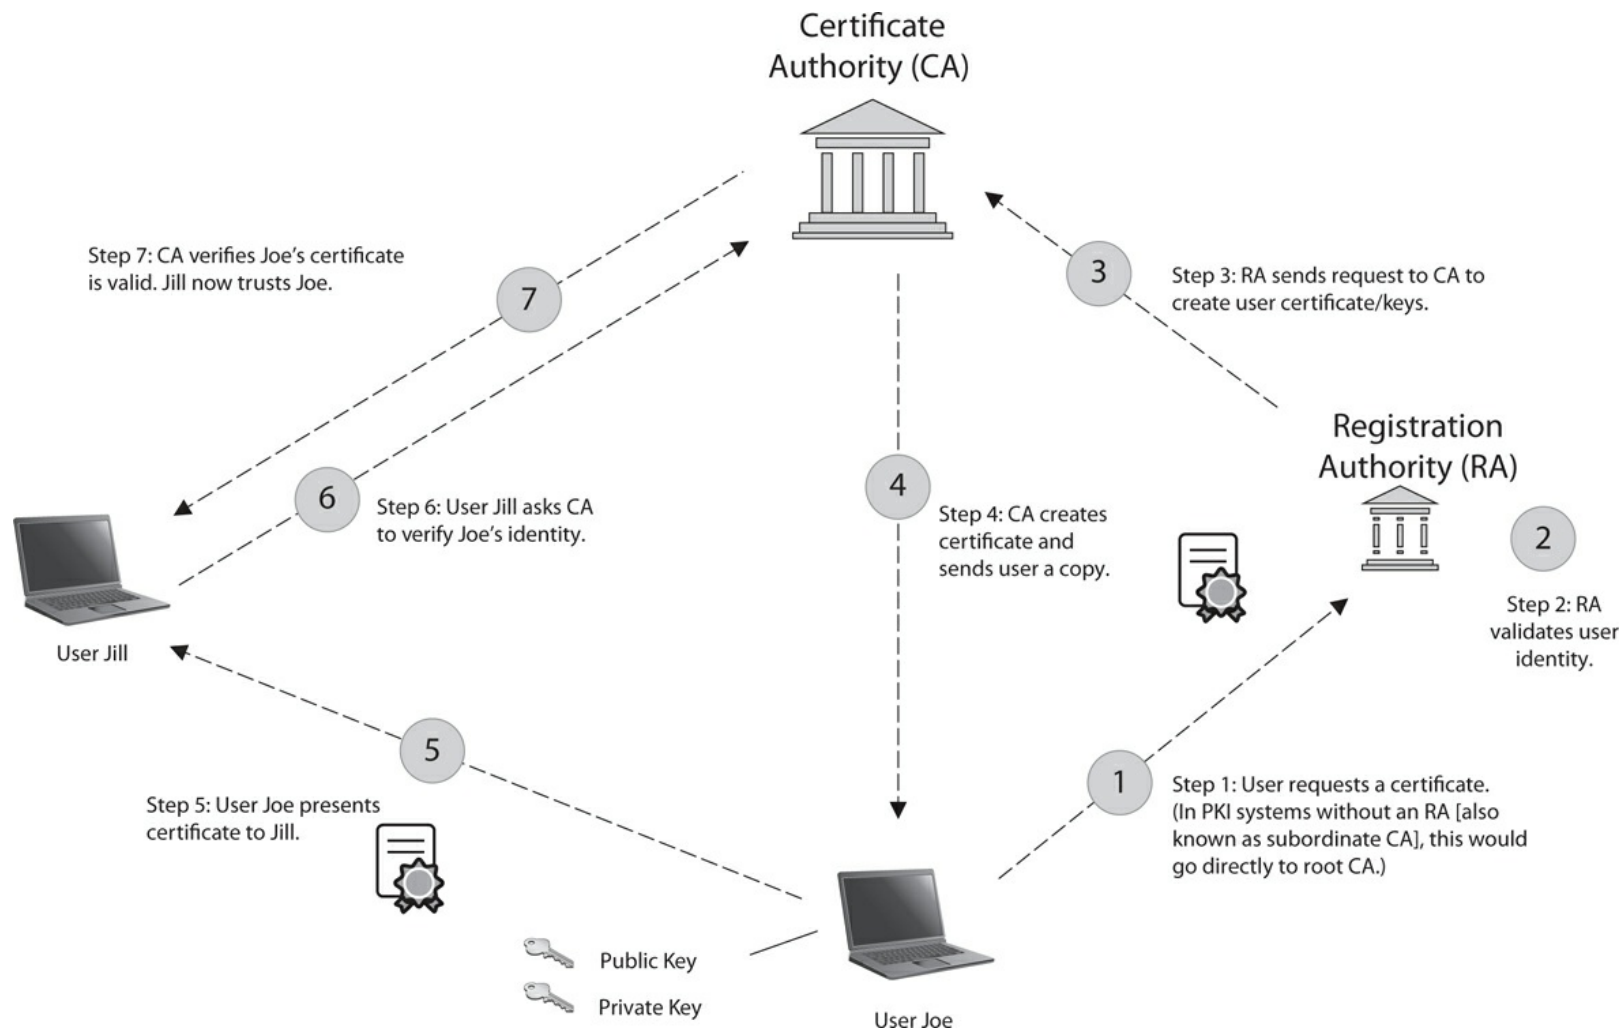 Certificate
Authority (CA)
Step 7: CA verifies Joe’s certificate
is valid. Jill now trusts Joe.
7
3
Step 3: RA sends request to CA to
create user certificate/keys.
Registration
Authority (RA)
6
Step 6: User Jill asks CA
to verify Joe’s identity.
4
Step 4: CA creates
certificate and
sends user a copy.
2
Step 2: RA
validates user
identity.
User Jill
5
Step 5: User Joe presents
certificate to Jill.
1
Step 1: User requests a certificate.
(In PKI systems without an RA [also
known as subordinate CA], this would
go directly to root CA.)
Public Key
Private Key
User Joe